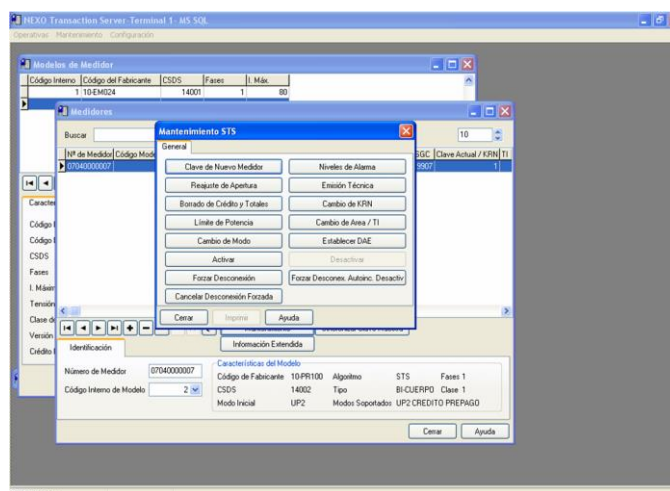 NEXO Transaction Server-Terminal 1- MS SQL
Operativas Mantenimiento Configuración
Modelos de Medidor
Código Interno Código del Fabricante CSDS Fases I. Máx.
1 10-EM024 14001 1 80
Medidores
Buscar
10
Nº de Medidor Código Mode
SGC Clave Actual / KRN TI
07040000007
9907 1
Mantenimiento STS
General
Clave de Nuevo Medidor Niveles de Alarma
Reajuste de Apertura Emisión Técnica
Borrado de Crédito y Totales Cambio de KRN
Límite de Potencia Cambio de Area / TI
Cambio de Modo Establecer DAE
Activar Desactivar
Forzar Desconexión Forzar Desconex. Autoinc. Desactiv
Cancelar Desconexión Forzada
Cerrar Imprimir Ayuda
Caracter
Código I
Código I
CSDS
Fases
I. Máxim
Tensión
Clase d
Versión
Crédito I
Información Extendida
Identificación
Número de Medidor 07040000007
Código Interno de Modelo 2
Características del Modelo
Código de Fabricante 10-PR100 Algoritmo STS Fases 1
CSDS 14002 Tipo BI-CUERPO Clase 1
Modo Inicial UP2 Modos Soportados UP2 CREDITO PREPAGO
Cerrar Ayuda